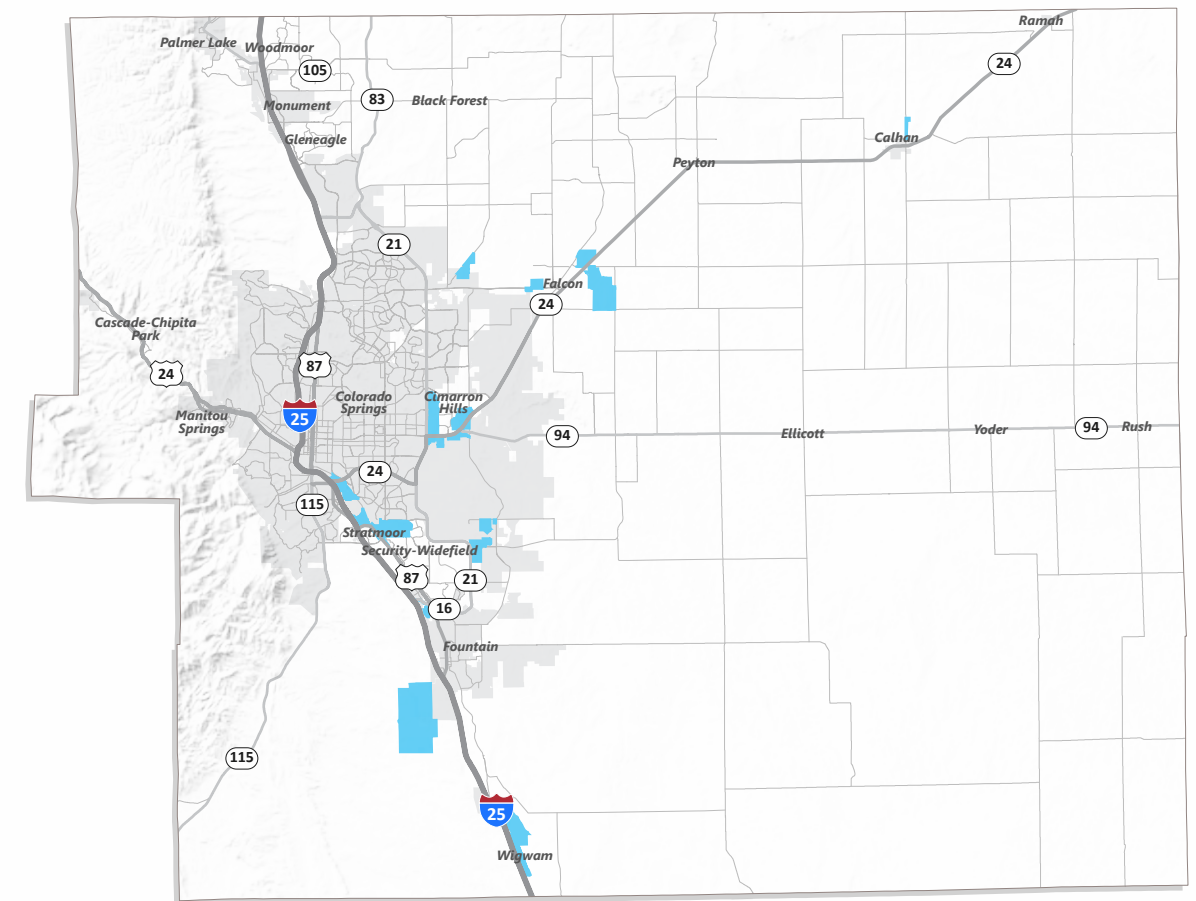 Ramah
Palmer Lake
Woodmoor
24
105
83
Black Forest
Monument
Calhan
Gleneagle
Peyton
21
Falcon
24
Cascade-Chipita
Park
87
24
Colorado
Springs
Cimarron
Hills
25
Manitou
Springs
94
Ellicott
Yoder
94
Rush
24
115
Stratmoor
Security-Widefield
87
21
16
Fountain
115
25
Wigwam